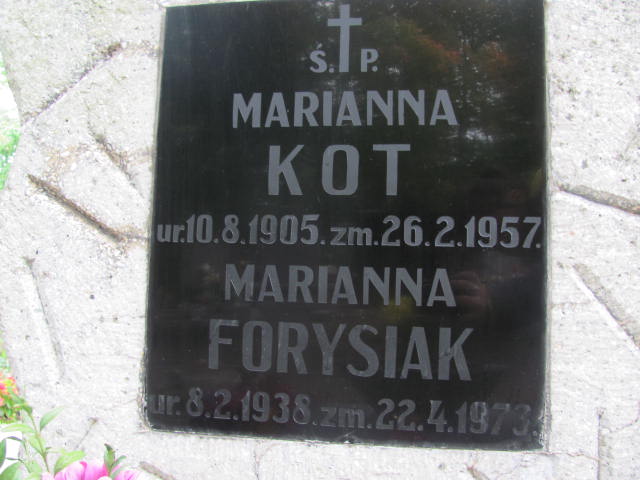 Ś. P.
MARIANNA
KOT
ur.10.8.1905.zm.26.2.1957.
MARIANNA
FORYSIAK
ur.8.2.1938.zm.22.4.1973.